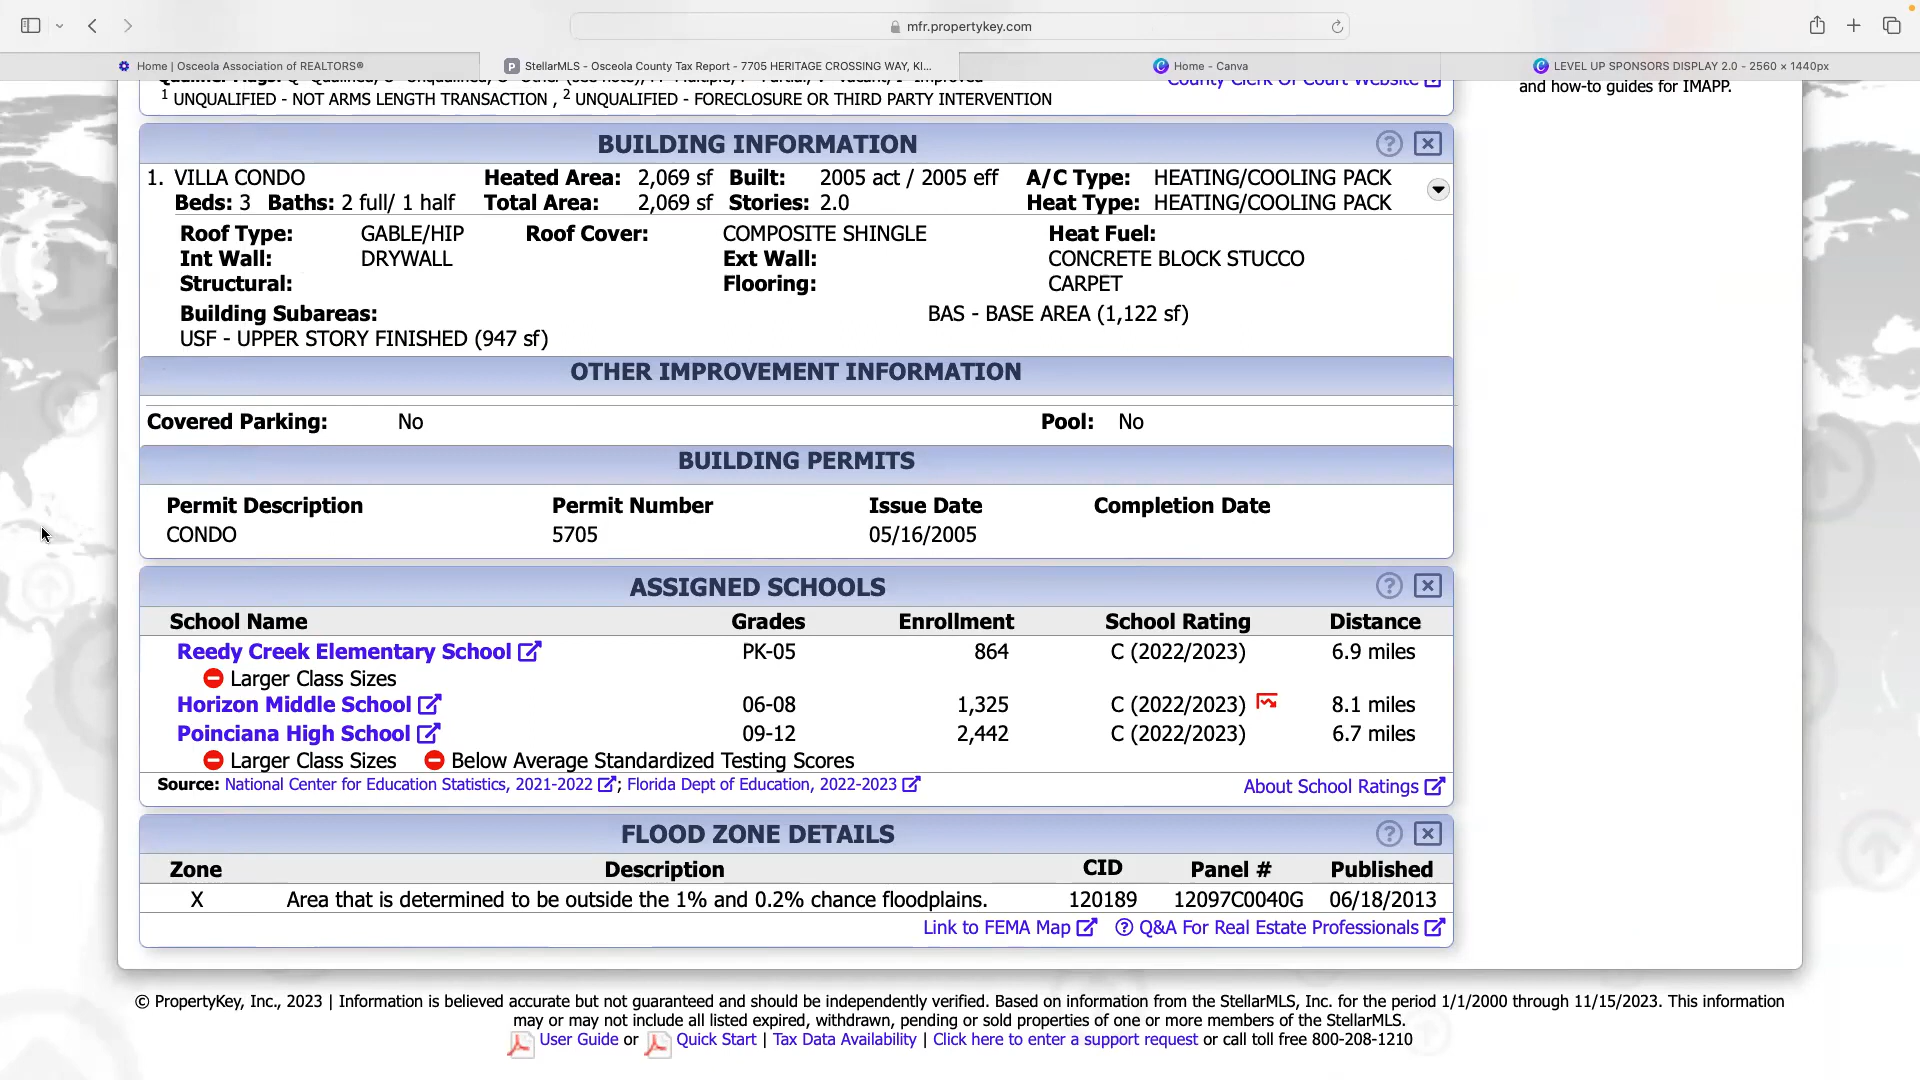 mfr.propertykey.com
Home | Osceola Association of REALTORS®
P StellarMLS - Osceola County Tax Report - 7705 HERITAGE CROSSING WAY, KI...
Home - Canva
LEVEL UP SPONSORS DISPLAY 2.0 - 2560 × 1440px
County Clerk Of Court Website
and how-to guides for IMAPP.
1 UNQUALIFIED - NOT ARMS LENGTH TRANSACTION , 2 UNQUALIFIED - FORECLOSURE OR THIRD PARTY INTERVENTION
BUILDING INFORMATION
1. VILLA CONDO Heated Area: 2,069 sf Built: 2005 act / 2005 eff A/C Type: HEATING/COOLING PACK
Beds: 3 Baths: 2 full/ 1 half Total Area: 2,069 sf Stories: 2.0 Heat Type: HEATING/COOLING PACK
Roof Type: GABLE/HIP Roof Cover: COMPOSITE SHINGLE Heat Fuel:
Int Wall: DRYWALL Ext Wall: CONCRETE BLOCK STUCCO
Structural: Flooring: CARPET
Building Subareas: BAS - BASE AREA (1,122 sf)
USF - UPPER STORY FINISHED (947 sf)
OTHER IMPROVEMENT INFORMATION
Covered Parking: No Pool: No
BUILDING PERMITS
Permit Description Permit Number Issue Date Completion Date
CONDO 5705 05/16/2005
ASSIGNED SCHOOLS
School Name Grades Enrollment School Rating Distance
Reedy Creek Elementary School PK-05 864 C (2022/2023) 6.9 miles
Larger Class Sizes
Horizon Middle School 06-08 1,325 C (2022/2023) 8.1 miles
Poinciana High School 09-12 2,442 C (2022/2023) 6.7 miles
Larger Class Sizes Below Average Standardized Testing Scores
Source: National Center for Education Statistics, 2021-2022 ; Florida Dept of Education, 2022-2023 About School Ratings
FLOOD ZONE DETAILS
Zone Description CID Panel # Published
X Area that is determined to be outside the 1% and 0.2% chance floodplains. 120189 12097C0040G 06/18/2013
Link to FEMA Map Q&A For Real Estate Professionals
© PropertyKey, Inc., 2023 | Information is believed accurate but not guaranteed and should be independently verified. Based on information from the StellarMLS, Inc. for the period 1/1/2000 through 11/15/2023. This information
may or may not include all listed expired, withdrawn, pending or sold properties of one or more members of the StellarMLS.
User Guide or Quick Start | Tax Data Availability | Click here to enter a support request or call toll free 800-208-1210